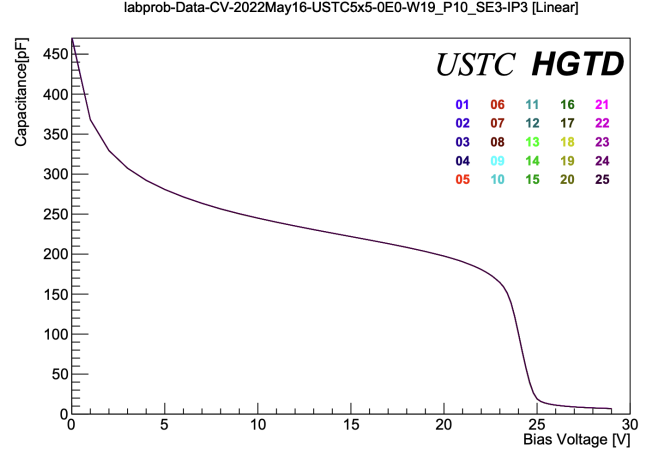 labprob-Data-CV-2022May16-USTC5x5-0E0-W19_P10_SE3-IP3 [Linear]
Capacitance[pF]
USTC HGTD
01 06 11 16 21
02 07 12 17 22
03 08 13 18 23
04 09 14 19 24
05 10 15 20 25
450
400
350
300
250
200
150
100
50
0
0 5 10 15 20 25 30
Bias Voltage [V]